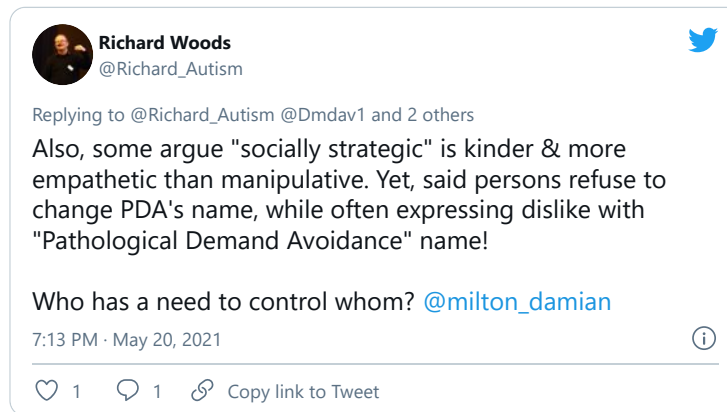 Richard Woods
@Richard_Autism
Replying to @Richard_Autism @Dmdav1 and 2 others
Also, some argue "socially strategic" is kinder & more
empathetic than manipulative. Yet, said persons refuse to
change PDA's name, while often expressing dislike with
"Pathological Demand Avoidance" name!
Who has a need to control whom? @milton_damian
7:13 PM · May 20, 2021
1 1 Copy link to Tweet